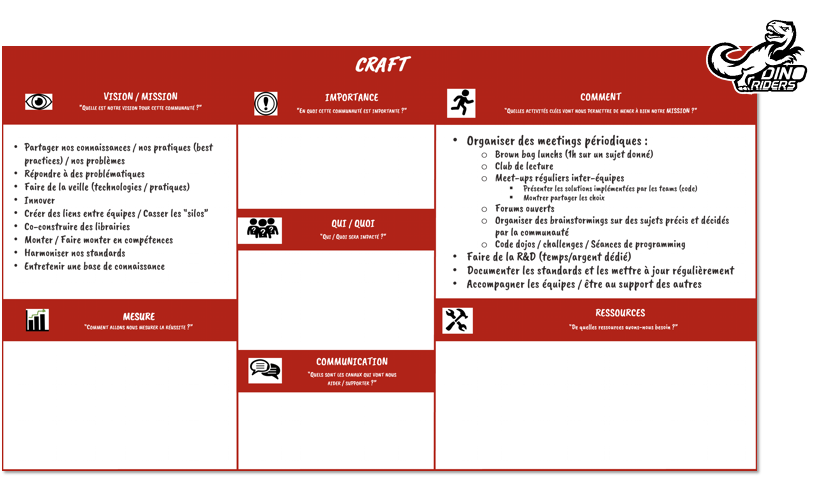 CRAFT
DINO
RIDERS
VISION / MISSION
"Quelle est notre vision pour cette communauté ?"
• Partager nos connaissances / nos pratiques (best
practices) / nos problèmes
• Répondre à des problématiques
• Faire de la veille (technologies / pratiques)
• Innover
• Créer des liens entre équipes / Casser les "silos"
• Co-construire des librairies
• Monter / Faire monter en compétences
• Harmoniser nos standards
• Entretenir une base de connaissance
MESURE
"Comment allons nous mesurer la réussite ?"
IMPORTANCE
"En quoi cette communauté est importante ?"
QUI / QUOI
"Qui / Quoi sera impacté ?"
COMMUNICATION
"Quels sont les canaux qui vont nous
aider / supporter ?"
COMMENT
"Quelles activités clées vont nous permettre de mener à bien notre MISSION ?"
• Organiser des meetings périodiques :
o Brown bag lunchs (1h sur un sujet donné)
o Club de lecture
o Meet-ups réguliers inter-équipes
▪ Présenter les solutions implémentées par les teams (code)
▪ Montrer partager les choix
o Forums ouverts
o Organiser des brainstormings sur des sujets précis et décidés
par la communauté
o Code dojos / challenges / Séances de programming
• Faire de la R&D (temps/argent dédié)
• Documenter les standards et les mettre à jour régulièrement
• Accompagner les équipes / être au support des autres
RESSOURCES
"De quelles ressources avons-nous besoin ?"